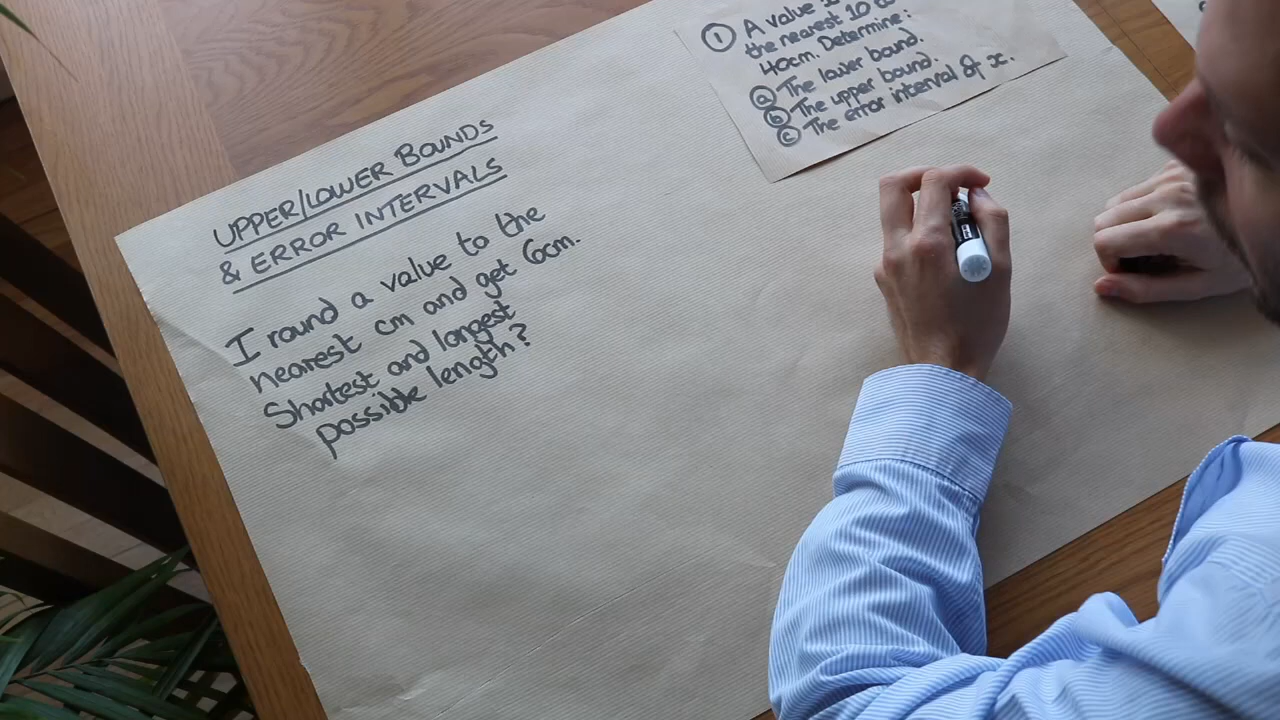 UPPER/LOWER BOUNDS
& ERROR INTERVALS
I round a value to the
nearest cm and get 6cm.
Shortest and longest
possible length?
① A value
the nearest 10
40cm. Determine:
ⓐ The lower bound.
ⓑ The upper bound.
ⓒ The error interval of x.